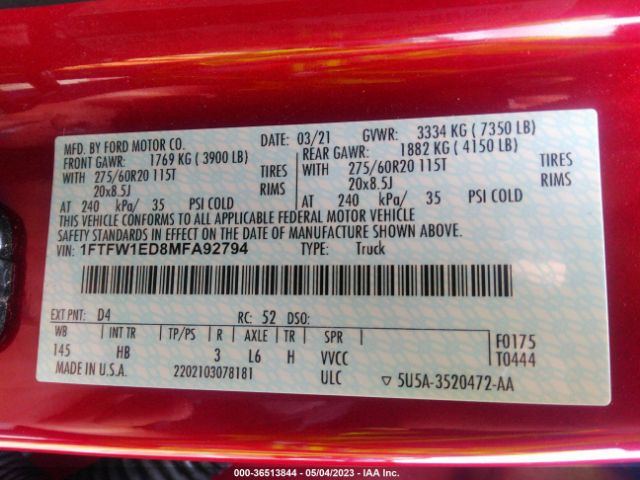 MFD. BY FORD MOTOR CO. DATE: 03/21 GVWR: 3334 KG ( 7350 LB)
FRONT GAWR: 1769 KG ( 3900 LB) REAR GAWR: 1882 KG ( 4150 LB)
WITH 275/60R20 115T TIRES WITH 275/60R20 115T TIRES
20x8.5J RIMS 20x8.5J RIMS
AT 240 kPa/ 35 PSI COLD AT 240 kPa/ 35 PSI COLD
THIS VEHICLE CONFORMS TO ALL APPLICABLE FEDERAL MOTOR VEHICLE
SAFETY STANDARDS IN EFFECT ON THE DATE OF MANUFACTURE SHOWN ABOVE.
VIN: 1FTFW1ED8MFA92794 TYPE: Truck
EXT PNT: D4 RC: 52 DSO:
WB INT TR TP/PS R AXLE TR SPR F0175
145 HB 3 L6 H VVCC T0444
MADE IN U.S.A. 2202103078181 ULC ▽ 5U5A-3520472-AA
000-36513844 - 05/04/2023 - IAA Inc.